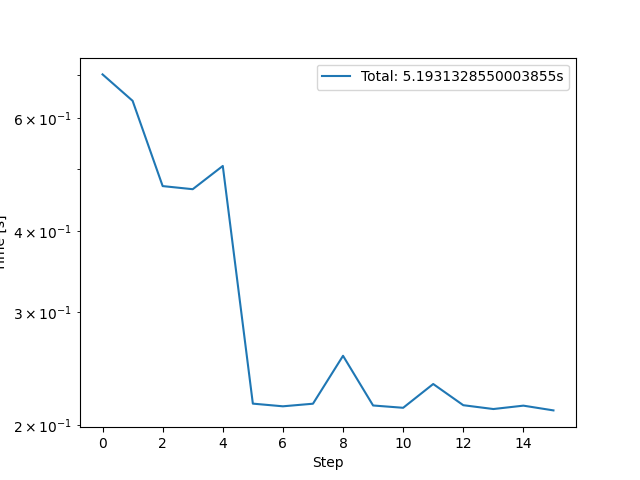 Total: 5.1931328550003855s
6 × 10⁻¹
4 × 10⁻¹
3 × 10⁻¹
2 × 10⁻¹
[s]
0 2 4 6 8 10 12 14
Step